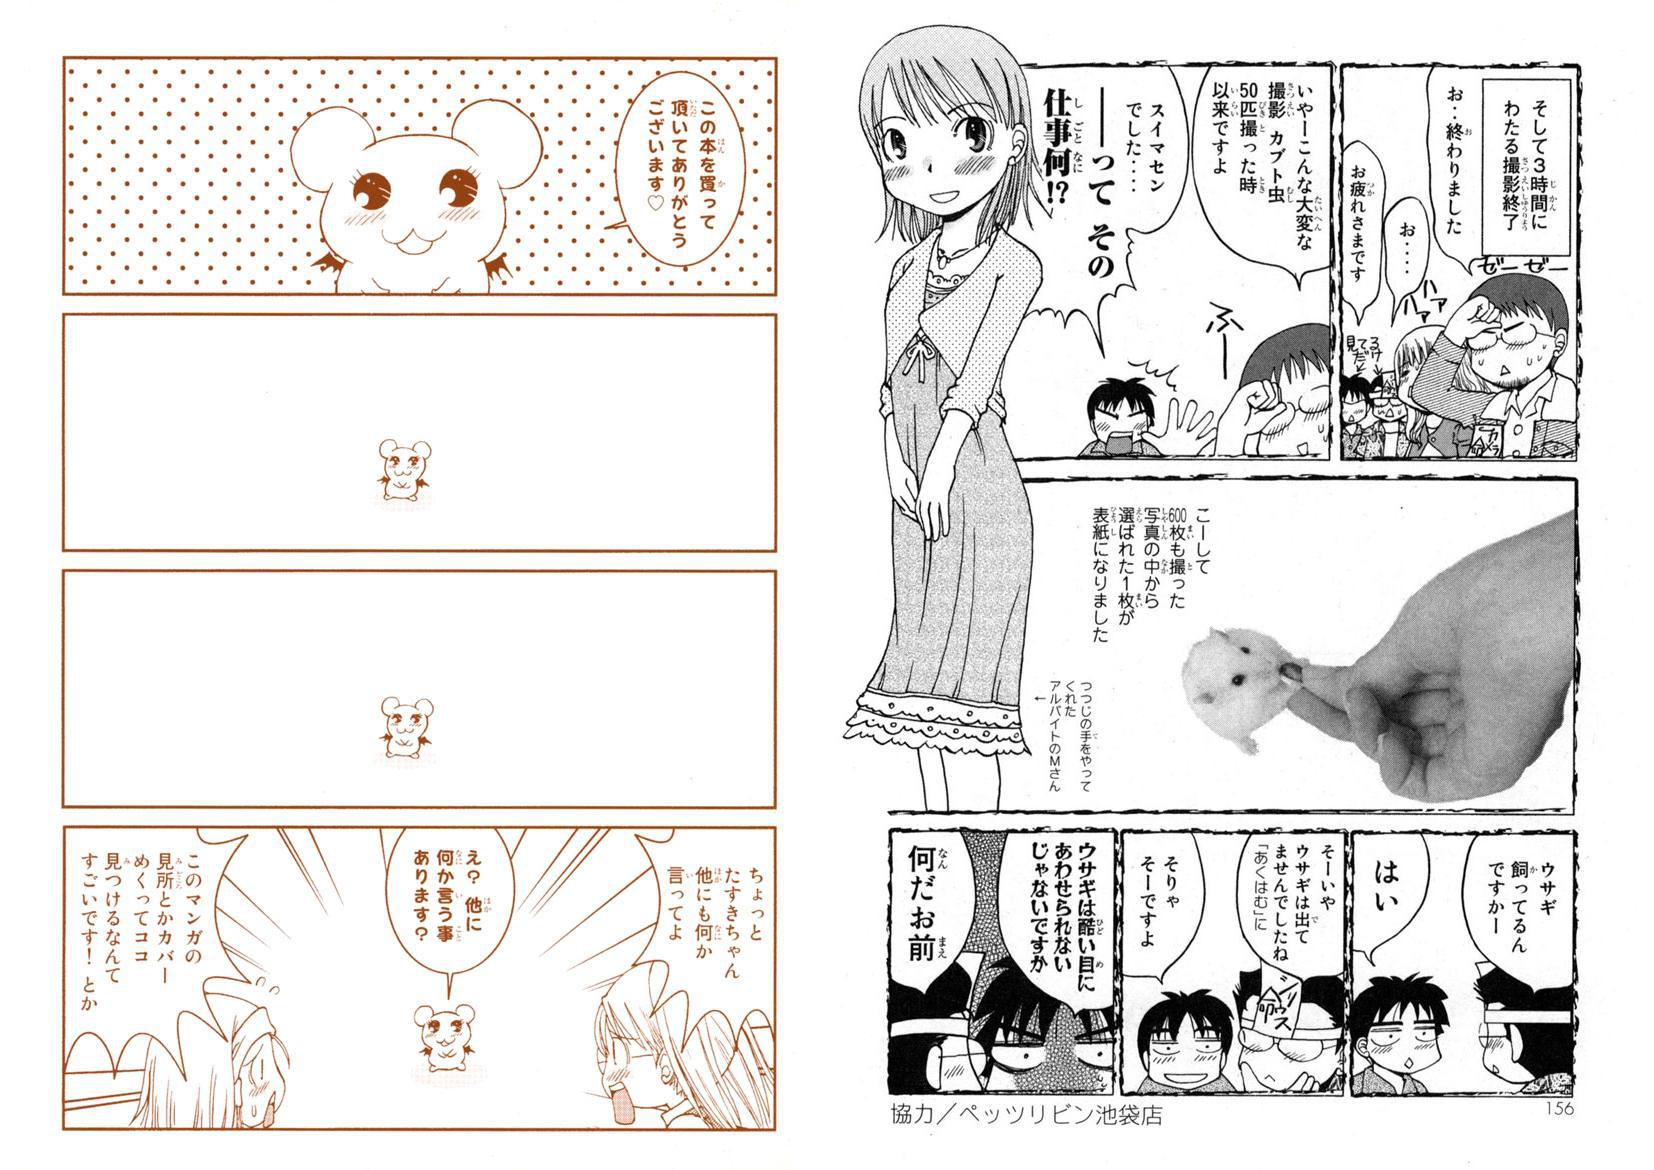 そして3時間に
わたる撮影終了
お‥終わりました
ゼーゼー
お‥‥
ハァハァ
お疲れさまです
見てるだけ
カメラ命
いやーこんな大変な
撮影 カブト虫
50匹撮った時
以来ですよ
ふー
スイマセン
でした‥‥
――って その
仕事何!?
こーして
600枚も撮った
写真の中から
選ばれた1枚が
表紙になりました
つつじの手をやって
くれた
アルバイトのMさん
←
ウサギ
飼ってるん
ですかー
はい
そーいや
ウサギは出て
ませんでしたね
「あくはむ」に
そりゃ
そーですよ
ウサギは酷い目に
あわせられない
じゃないですか
何だお前
協力／ペッツリビン池袋店
156
この本を買って
頂いてありがとう
ございます♡
ちょっと
たすきちゃん
他にも何か
言ってよ
え? 他に
何か言う事
あります?
このマンガの
見所とかカバー
めくってココ
見つけるなんて
すごいです! とか